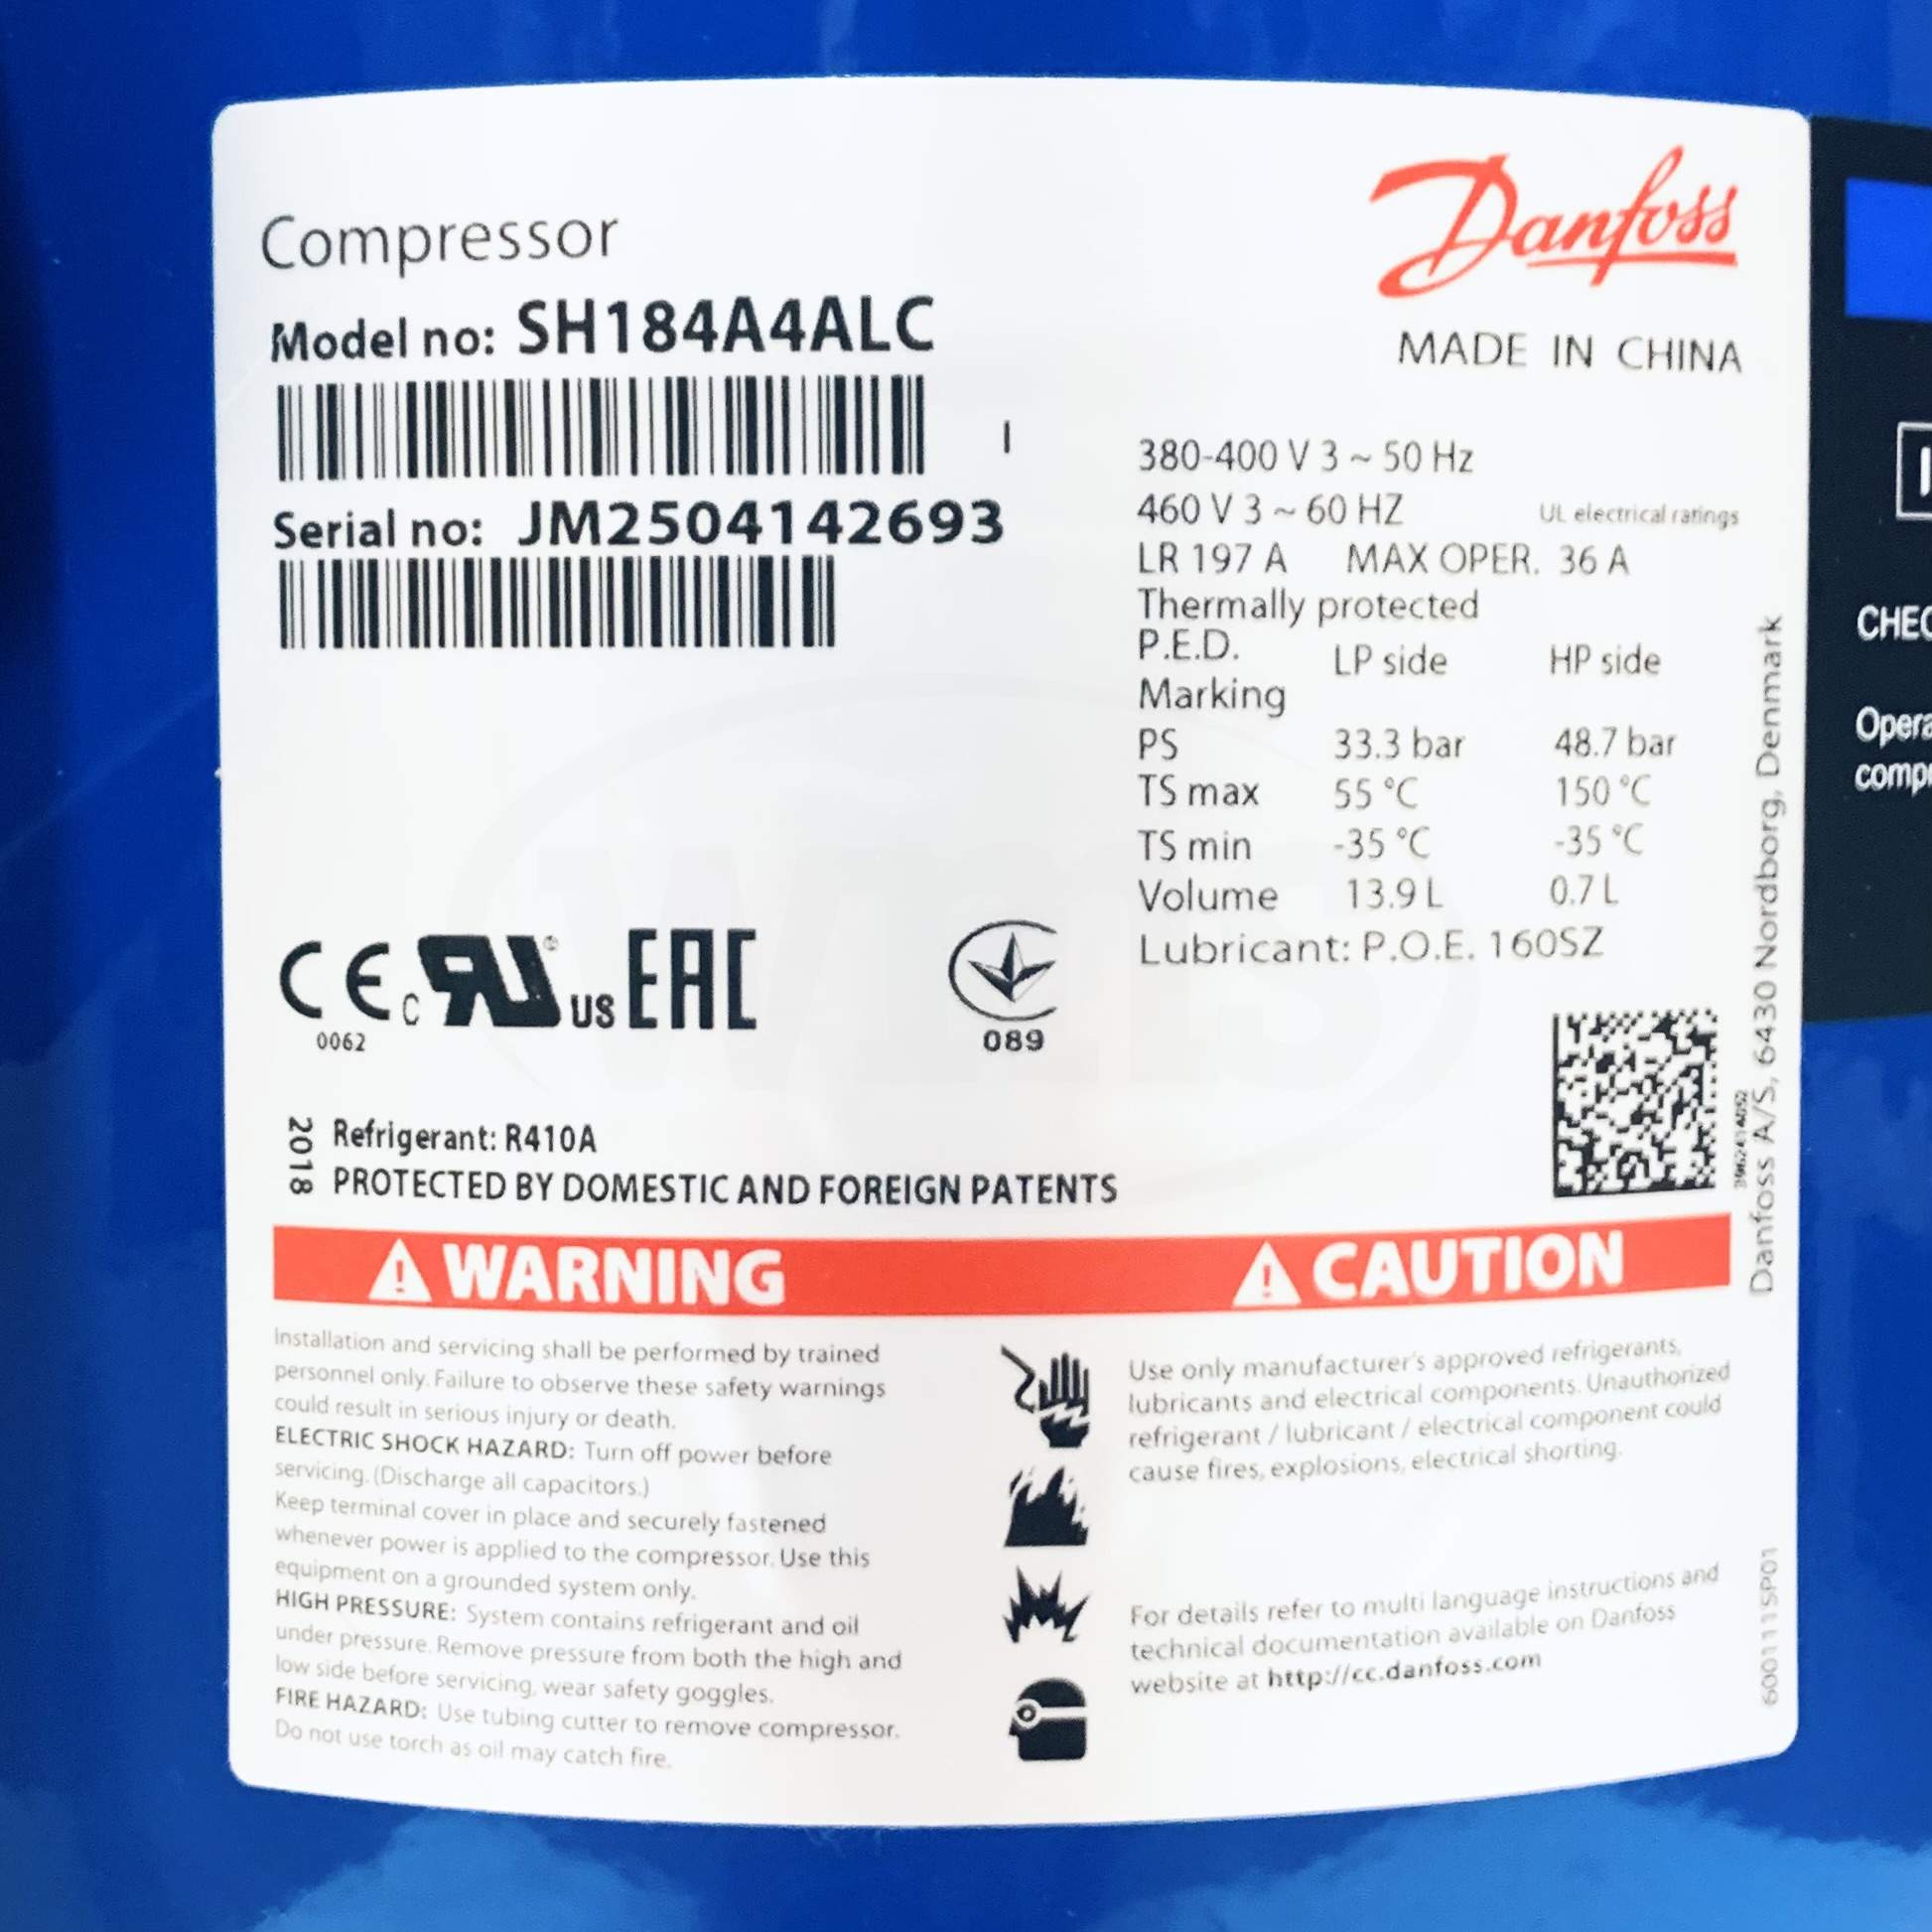 Compressor
Model no: SH184A4ALC
Serial no: JM2504142693
Danfoss
MADE IN CHINA
380-400 V 3 ~ 50 Hz
460 V 3 ~ 60 HZ UL electrical ratings
LR 197 A MAX OPER. 36 A
Thermally protected
P.E.D. LP side HP side
Marking
PS 33.3 bar 48.7 bar
TS max 55 °C 150 °C
TS min -35 °C -35 °C
Volume 13.9 L 0.7 L
Lubricant: P.O.E. 160SZ
CE c RU ® US EAC
0062
089
2018
Refrigerant: R410A
PROTECTED BY DOMESTIC AND FOREIGN PATENTS
Danfoss A/S, 6430 Nordborg, Denmark
WARNING
Installation and servicing shall be performed by trained
personnel only. Failure to observe these safety warnings
could result in serious injury or death.
ELECTRIC SHOCK HAZARD: Turn off power before
servicing. (Discharge all capacitors.)
Keep terminal cover in place and securely fastened
whenever power is applied to the compressor. Use this
equipment on a grounded system only.
HIGH PRESSURE: System contains refrigerant and oil
under pressure. Remove pressure from both the high and
low side before servicing, wear safety goggles.
FIRE HAZARD: Use tubing cutter to remove compressor.
Do not use torch as oil may catch fire.
CAUTION
Use only manufacturer's approved refrigerants,
lubricants and electrical components. Unauthorized
refrigerant / lubricant / electrical component could
cause fires, explosions, electrical shorting.
For details refer to multi language instructions and
technical documentation available on Danfoss
website at http://cc.danfoss.com
600111SP01
wms
CHEC
Opera
compr